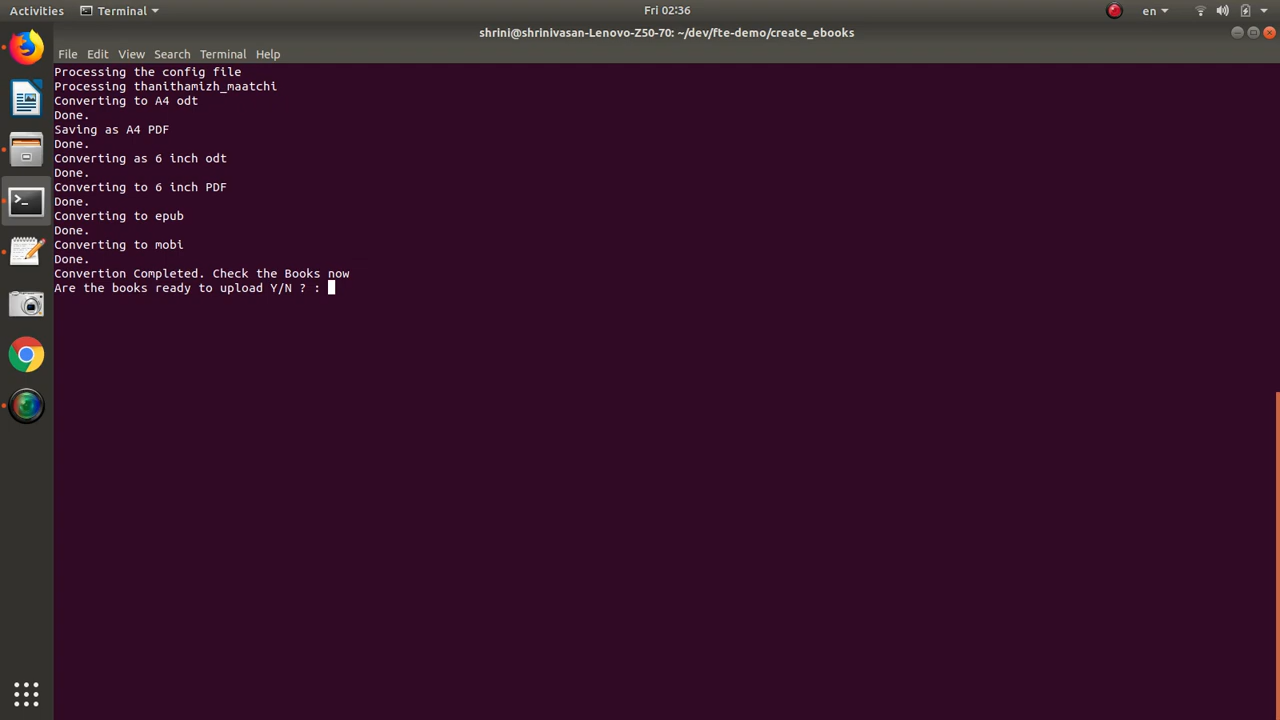 Activities Terminal Fri 02:36 en
shrini@shrinivasan-Lenovo-Z50-70: ~/dev/fte-demo/create_ebooks
File Edit View Search Terminal Help
Processing the config file
Processing thanithamizh_maatchi
Converting to A4 odt
Done.
Saving as A4 PDF
Done.
Converting as 6 inch odt
Done.
Converting to 6 inch PDF
Done.
Converting to epub
Done.
Converting to mobi
Done.
Convertion Completed. Check the Books now
Are the books ready to upload Y/N ? :